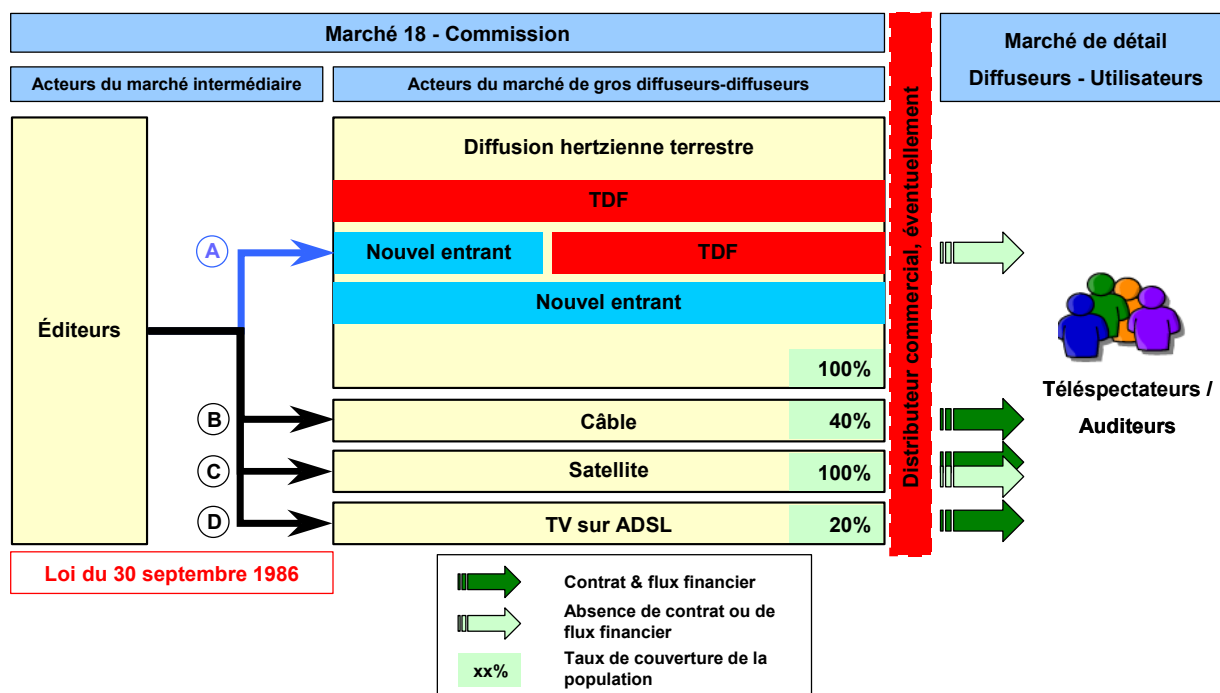 Marché 18 - Commission
Marché de détail
Diffuseurs - Utilisateurs
Acteurs du marché intermédiaire
Acteurs du marché de gros diffuseurs-diffuseurs
Distributeur commercial, éventuellement
Éditeurs
Diffusion hertzienne terrestre
TDF
A
Nouvel entrant
TDF
Nouvel entrant
100%
B
Câble
40%
C
Satellite
100%
D
TV sur ADSL
20%
Téléspectateurs /
Auditeurs
Loi du 30 septembre 1986
Contrat & flux financier
Absence de contrat ou de
flux financier
xx%
Taux de couverture de la
population